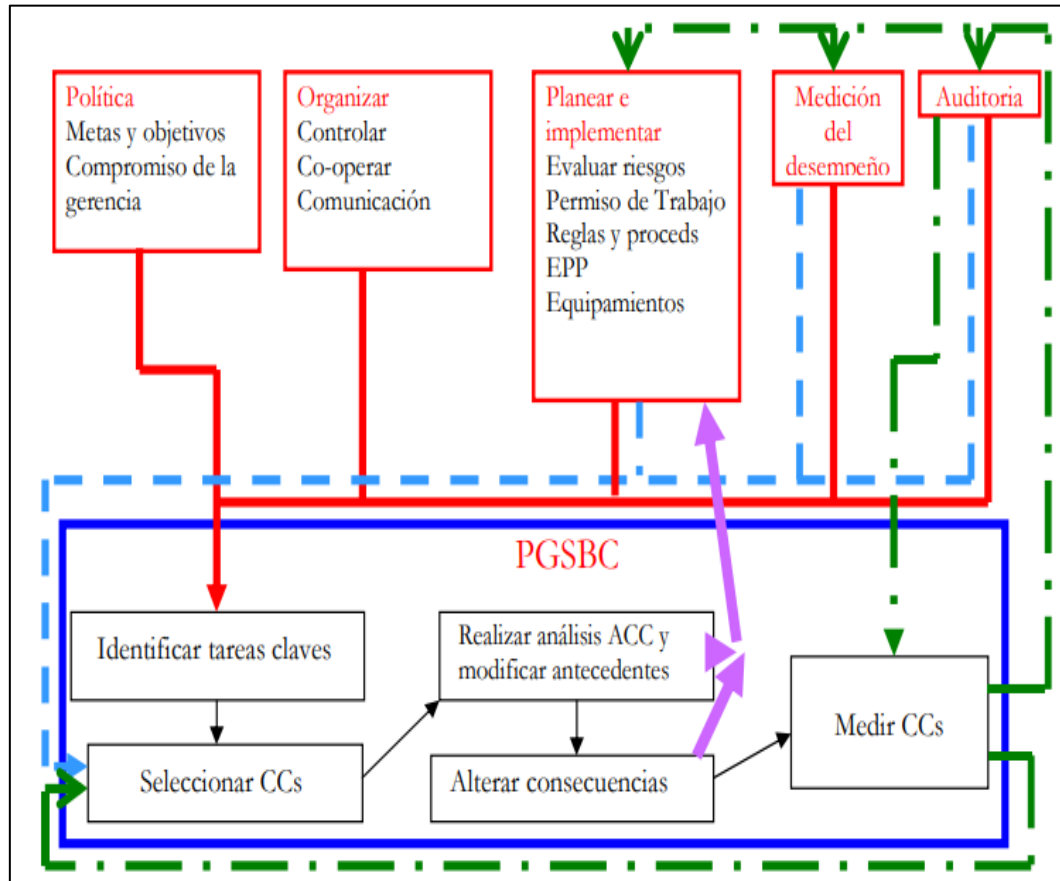 Política
Metas y objetivos
Compromiso de la
gerencia
Organizar
Controlar
Co-operar
Comunicación
Planear e
implementar
Evaluar riesgos
Permiso de Trabajo
Reglas y proceds
EPP
Equipamientos
Medición
del
desempeño
Auditoria
PGSBC
Identificar tareas claves
Seleccionar CCs
Realizar análisis ACC y
modificar antecedentes
Alterar consecuencias
Medir CCs